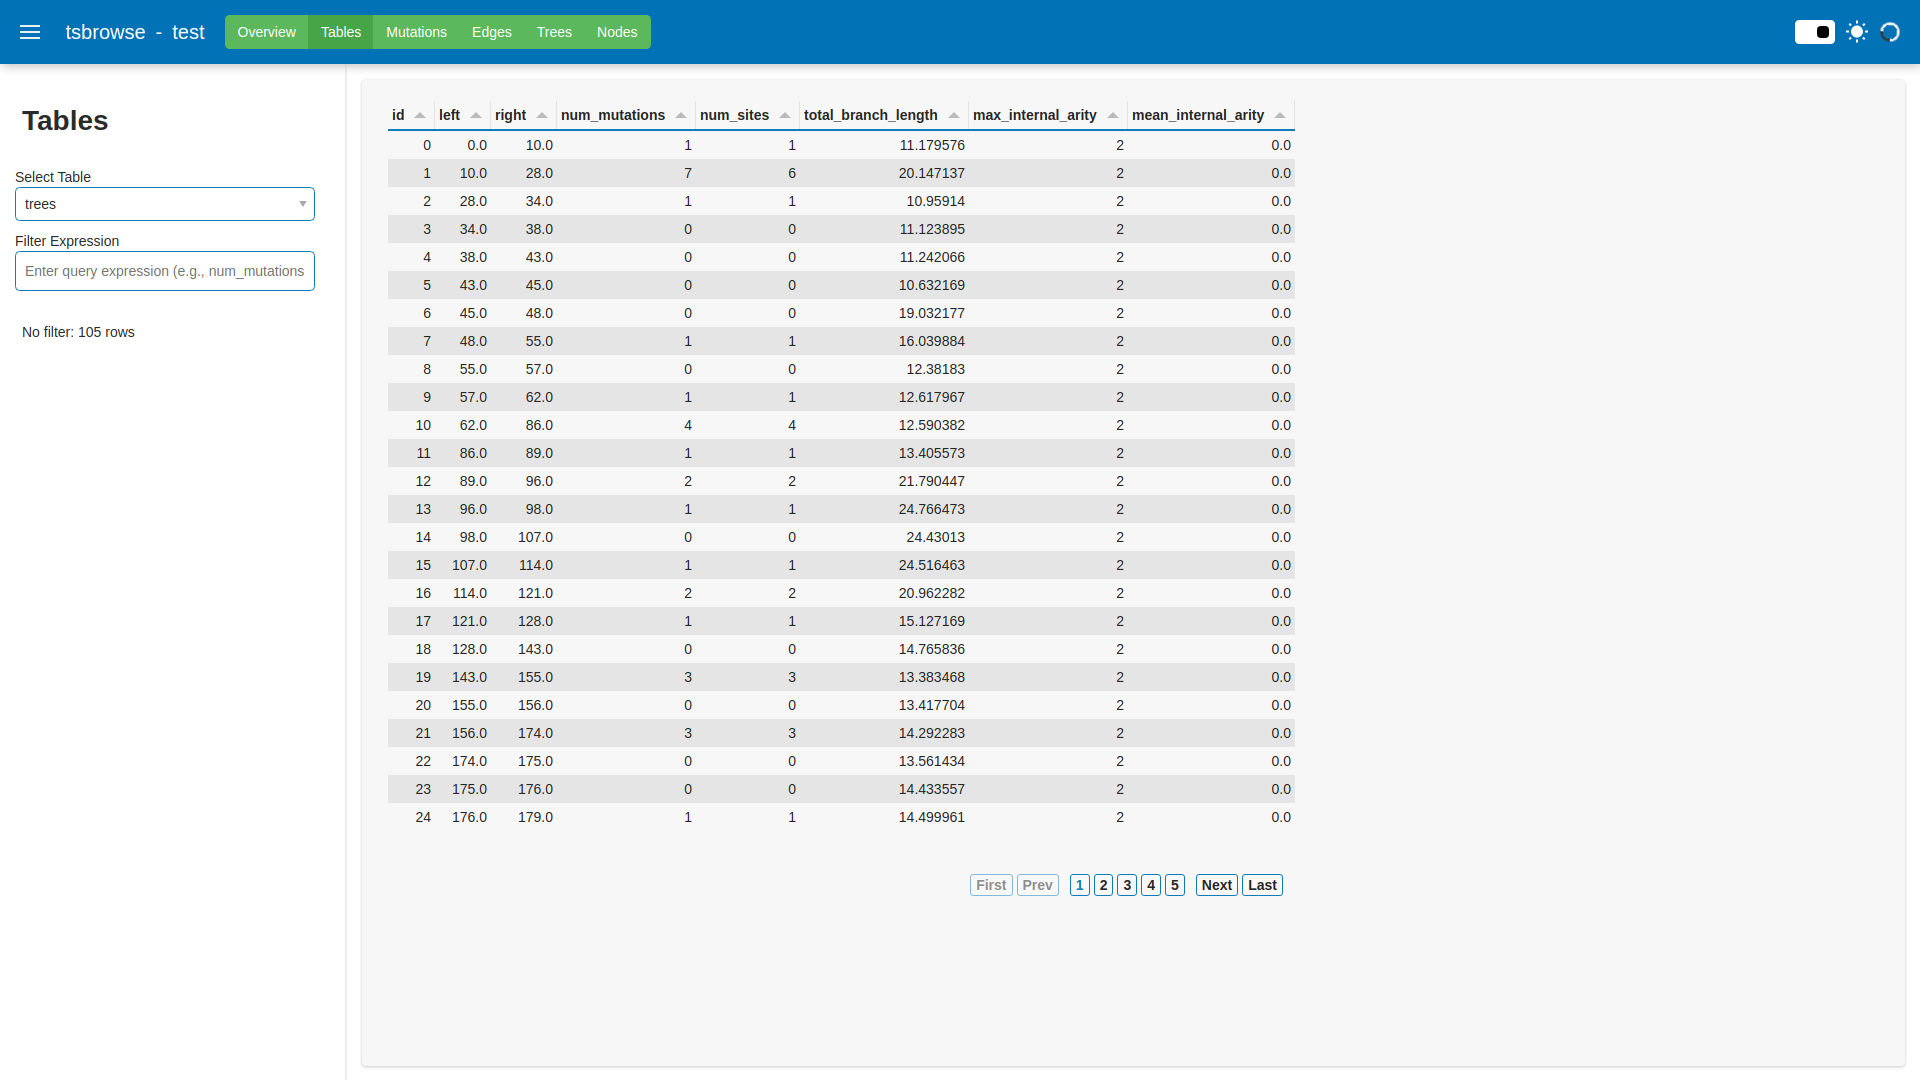 tsbrowse - test Overview Tables Mutations Edges Trees Nodes
Tables
Select Table
trees
Filter Expression
Enter query expression (e.g., num_mutations
No filter: 105 rows
id left right num_mutations num_sites total_branch_length max_internal_arity mean_internal_arity
0 0.0 10.0 1 1 11.179576 2 0.0
1 10.0 28.0 7 6 20.147137 2 0.0
2 28.0 34.0 1 1 10.95914 2 0.0
3 34.0 38.0 0 0 11.123895 2 0.0
4 38.0 43.0 0 0 11.242066 2 0.0
5 43.0 45.0 0 0 10.632169 2 0.0
6 45.0 48.0 0 0 19.032177 2 0.0
7 48.0 55.0 1 1 16.039884 2 0.0
8 55.0 57.0 0 0 12.38183 2 0.0
9 57.0 62.0 1 1 12.617967 2 0.0
10 62.0 86.0 4 4 12.590382 2 0.0
11 86.0 89.0 1 1 13.405573 2 0.0
12 89.0 96.0 2 2 21.790447 2 0.0
13 96.0 98.0 1 1 24.766473 2 0.0
14 98.0 107.0 0 0 24.43013 2 0.0
15 107.0 114.0 1 1 24.516463 2 0.0
16 114.0 121.0 2 2 20.962282 2 0.0
17 121.0 128.0 1 1 15.127169 2 0.0
18 128.0 143.0 0 0 14.765836 2 0.0
19 143.0 155.0 3 3 13.383468 2 0.0
20 155.0 156.0 0 0 13.417704 2 0.0
21 156.0 174.0 3 3 14.292283 2 0.0
22 174.0 175.0 0 0 13.561434 2 0.0
23 175.0 176.0 0 0 14.433557 2 0.0
24 176.0 179.0 1 1 14.499961 2 0.0
First Prev 1 2 3 4 5 Next Last